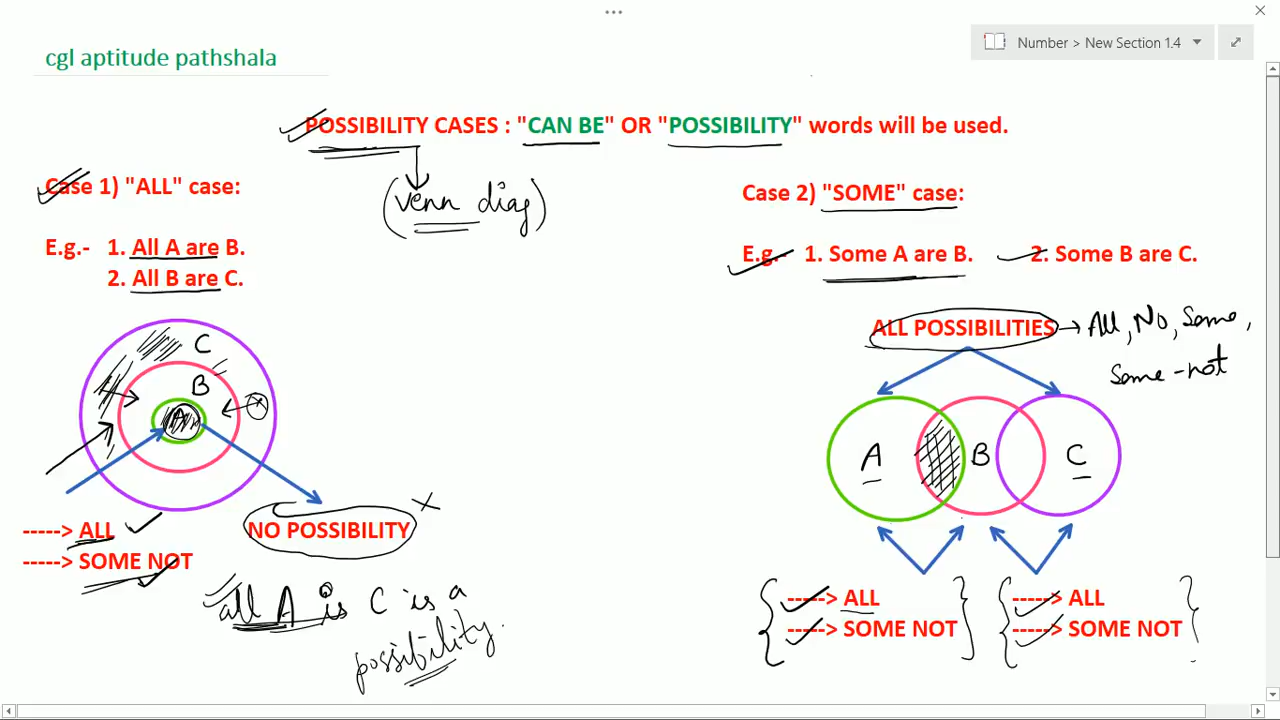 Number > New Section 1.4
cgl aptitude pathshala
POSSIBILITY CASES : "CAN BE" OR "POSSIBILITY" words will be used.
(venn diag)
Case 1) "ALL" case:
E.g.- 1. All A are B.
2. All B are C.
C
B
A
-----> ALL
-----> SOME NOT
NO POSSIBILITY
all A is C is a
possibility.
Case 2) "SOME" case:
E.g.- 1. Some A are B. 2. Some B are C.
ALL POSSIBILITIES → All, No, Some,
Some-not
A B C
-----> ALL -----> ALL
-----> SOME NOT -----> SOME NOT